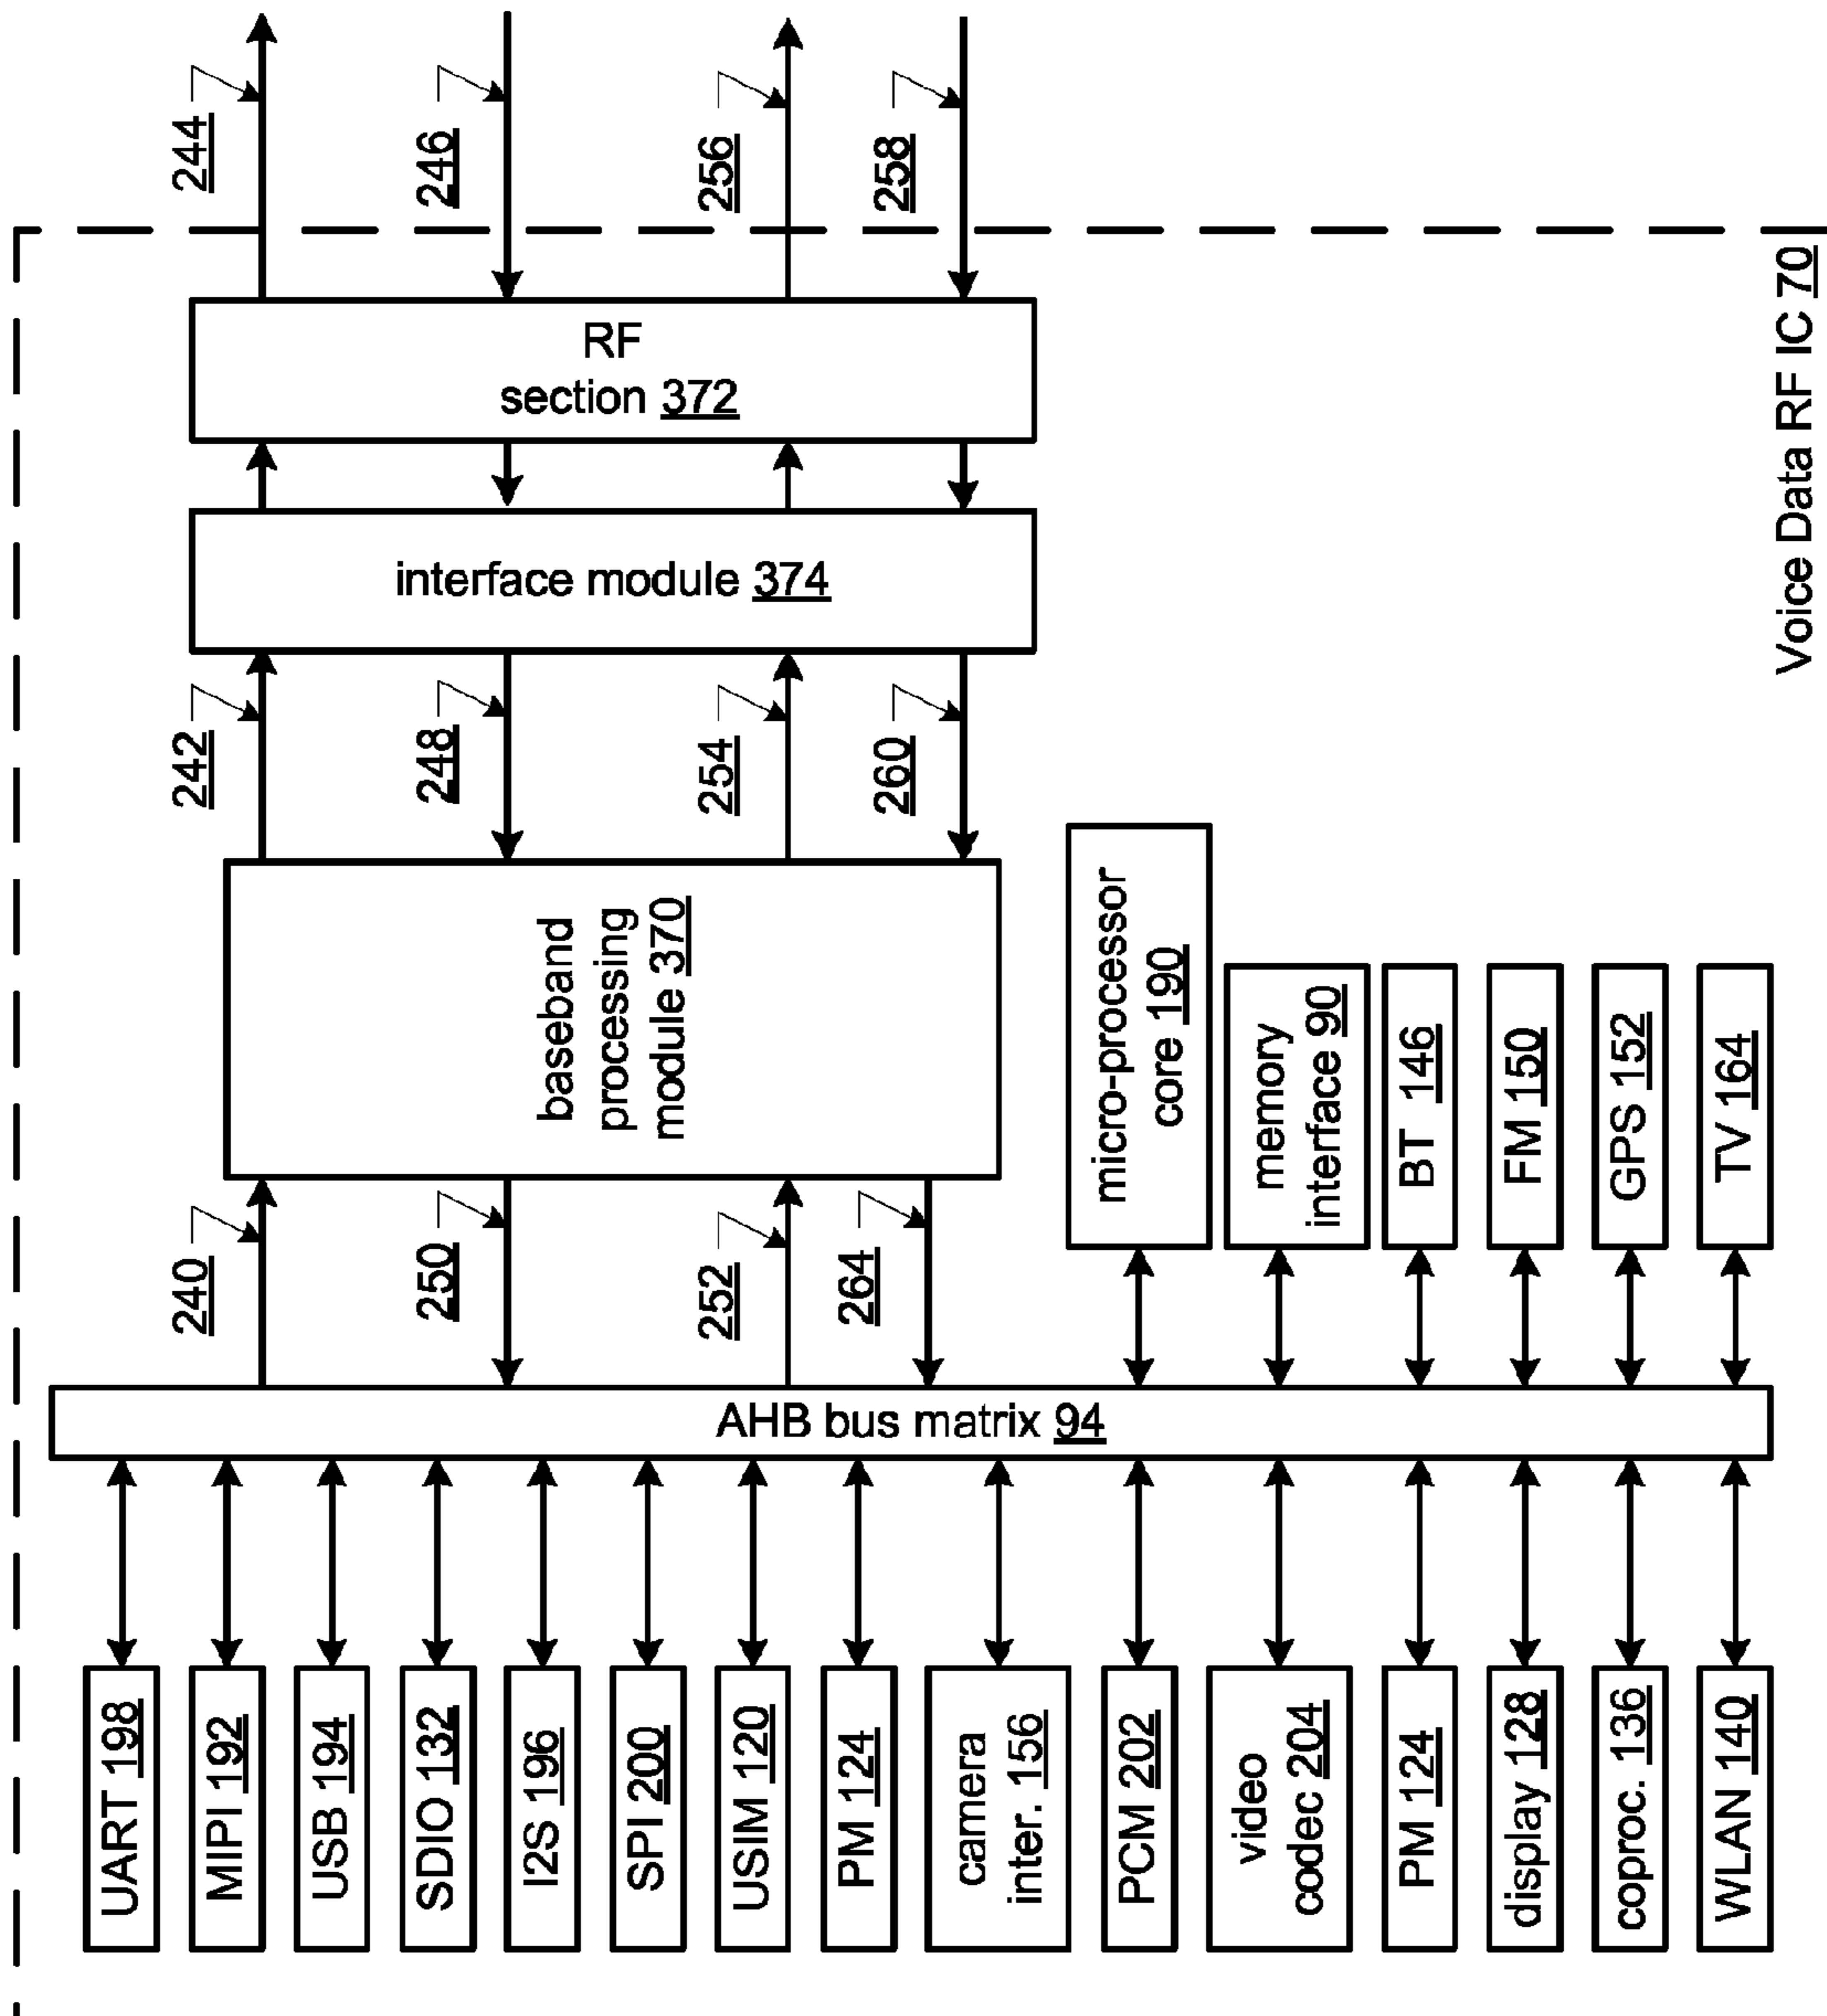 244
246
256
258
RF
section 372
interface module 374
242
248
254
260
baseband
processing
module 370
240
250
252
264
micro-processor
core 190
memory
interface 90
BT 146
FM 150
GPS 152
TV 164
AHB bus matrix 94
UART 198
MIPI 192
USB 194
SDIO 132
I2S 196
SPI 200
USIM 120
PM 124
camera
inter. 156
PCM 202
video
codec 204
PM 124
display 128
coproc. 136
WLAN 140
Voice Data RF IC 70